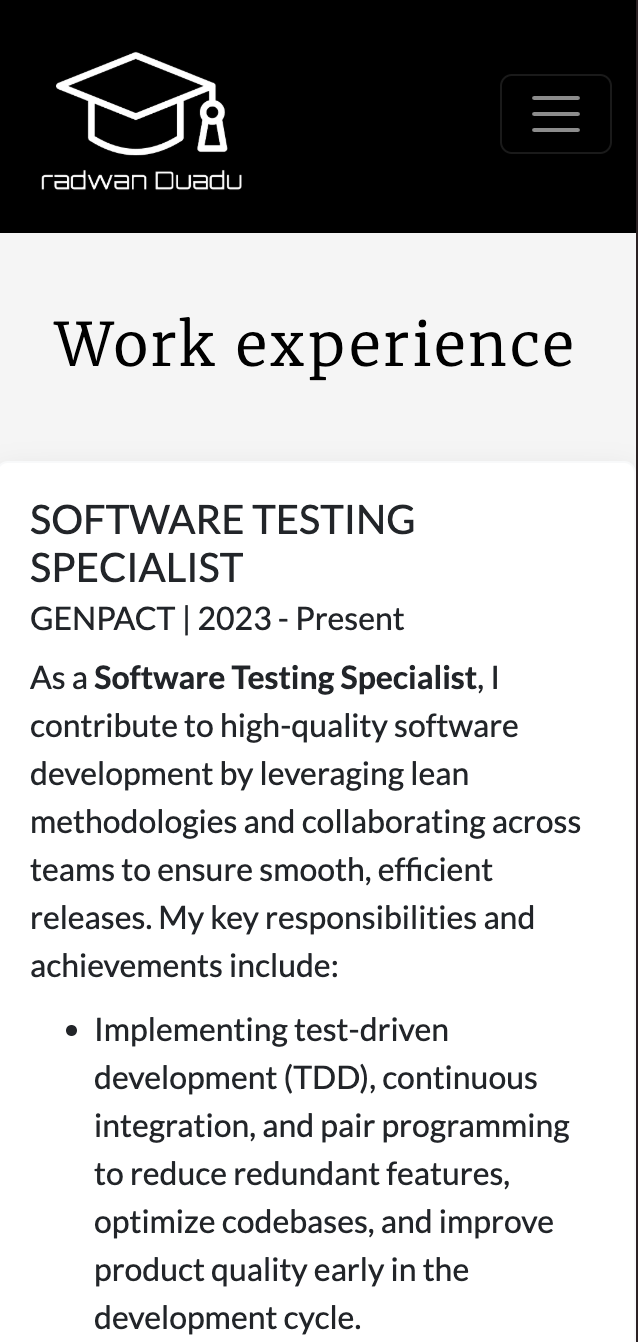 radwan Duadu
Work experience
SOFTWARE TESTING
SPECIALIST
GENPACT | 2023 - Present
As a Software Testing Specialist, I
contribute to high-quality software
development by leveraging lean
methodologies and collaborating across
teams to ensure smooth, efficient
releases. My key responsibilities and
achievements include:
• Implementing test-driven
development (TDD), continuous
integration, and pair programming
to reduce redundant features,
optimize codebases, and improve
product quality early in the
development cycle.